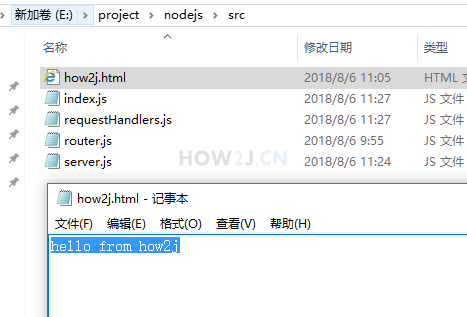 新加卷 (E:) > project > nodejs > src
名称 修改日期 类型
how2j.html 2018/8/6 11:05 HTML 文
index.js 2018/8/6 11:27 JS 文件
requestHandlers.js 2018/8/6 11:27 JS 文件
router.js 2018/8/6 9:55 JS 文件
server.js 2018/8/6 11:24 JS 文件
HOW2J.CN
how2j.html - 记事本
文件(F) 编辑(E) 格式(O) 查看(V) 帮助(H)
hello from how2j